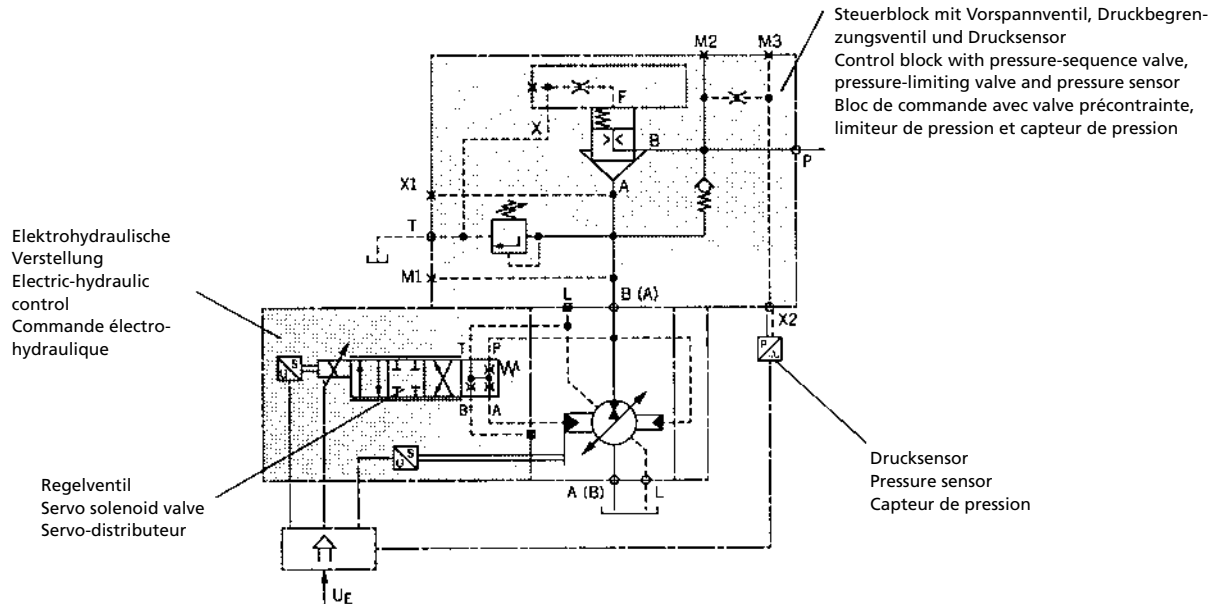 Steuerblock mit Vorspannventil, Druckbegren-
zungsventil und Drucksensor
Control block with pressure-sequence valve,
pressure-limiting valve and pressure sensor
Bloc de commande avec valve précontrainte,
limiteur de pression et capteur de pression
M2 M3
F
X
B
P
A
X1
T
M1
Elektrohydraulische
Verstellung
Electric-hydraulic
control
Commande électro-
hydraulique
L
B (A)
X2
T P
U S
P
B A
U S
A (B)
L
Regelventil
Servo solenoid valve
Servo-distributeur
Drucksensor
Pressure sensor
Capteur de pression
UE